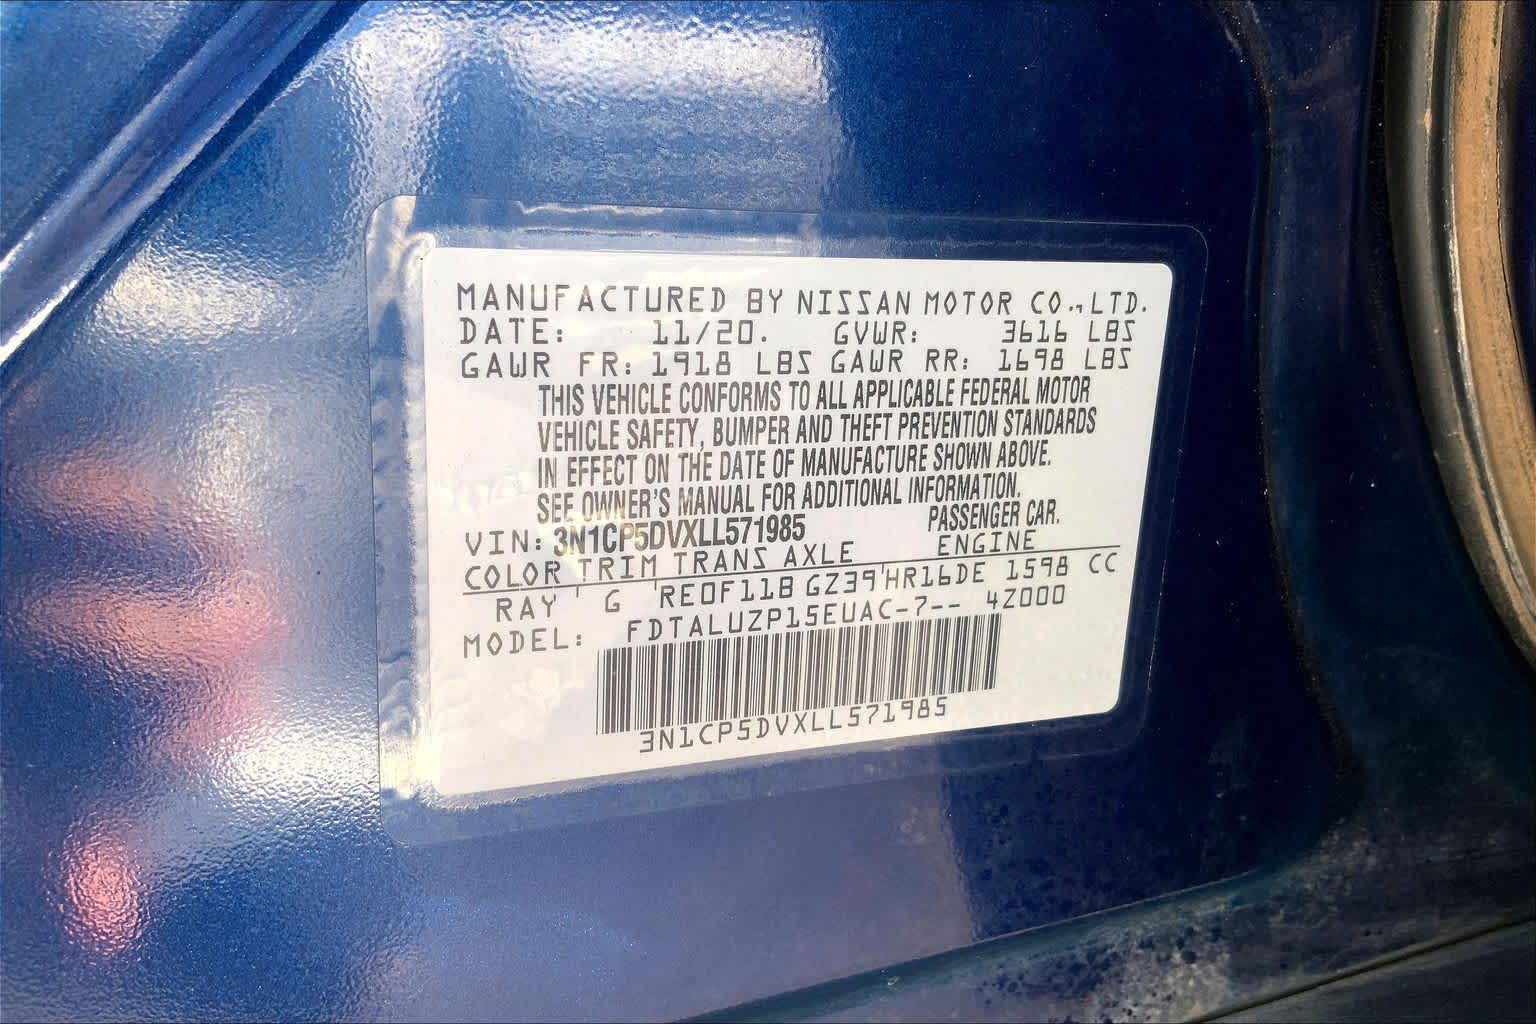 MANUFACTURED BY NISSAN MOTOR CO., LTD.
DATE: 11/20. GVWR: 3616 LBS
GAWR FR: 1918 LBS GAWR RR: 1698 LBS
THIS VEHICLE CONFORMS TO ALL APPLICABLE FEDERAL MOTOR
VEHICLE SAFETY, BUMPER AND THEFT PREVENTION STANDARDS
IN EFFECT ON THE DATE OF MANUFACTURE SHOWN ABOVE.
SEE OWNER'S MANUAL FOR ADDITIONAL INFORMATION.
VIN: 3N1CP5DVXLL571985 PASSENGER CAR.
COLOR TRIM TRANS AXLE ENGINE
RAY ' G 'RE0F11B GZ39'HR16DE 1598 CC
MODEL: FDTALUZP15EUAC-7-- 4Z000
3N1CP5DVXLL571985